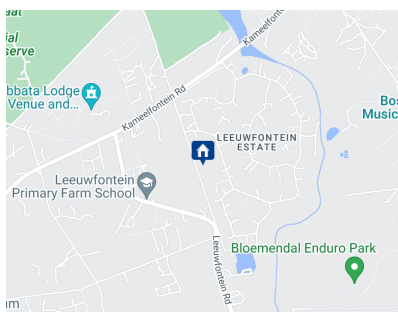 aat
ial
serve
Kameelfontein
bbata Lodge
Venue and...
Kameelfontein Rd
Bos
Music
LEEUWFONTEIN
ESTATE
Leeuwfontein
Primary Farm School
Leeuwfontein Rd
Bloemendal Enduro Park
um